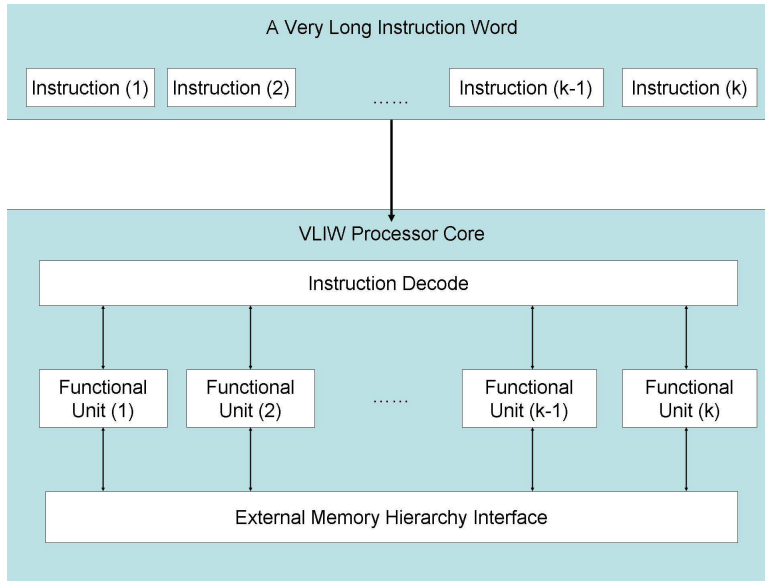 A Very Long Instruction Word
Instruction (1) Instruction (2) ...... Instruction (k-1) Instruction (k)
VLIW Processor Core
Instruction Decode
Functional Unit (1)
Functional Unit (2)
......
Functional Unit (k-1)
Functional Unit (k)
External Memory Hierarchy Interface